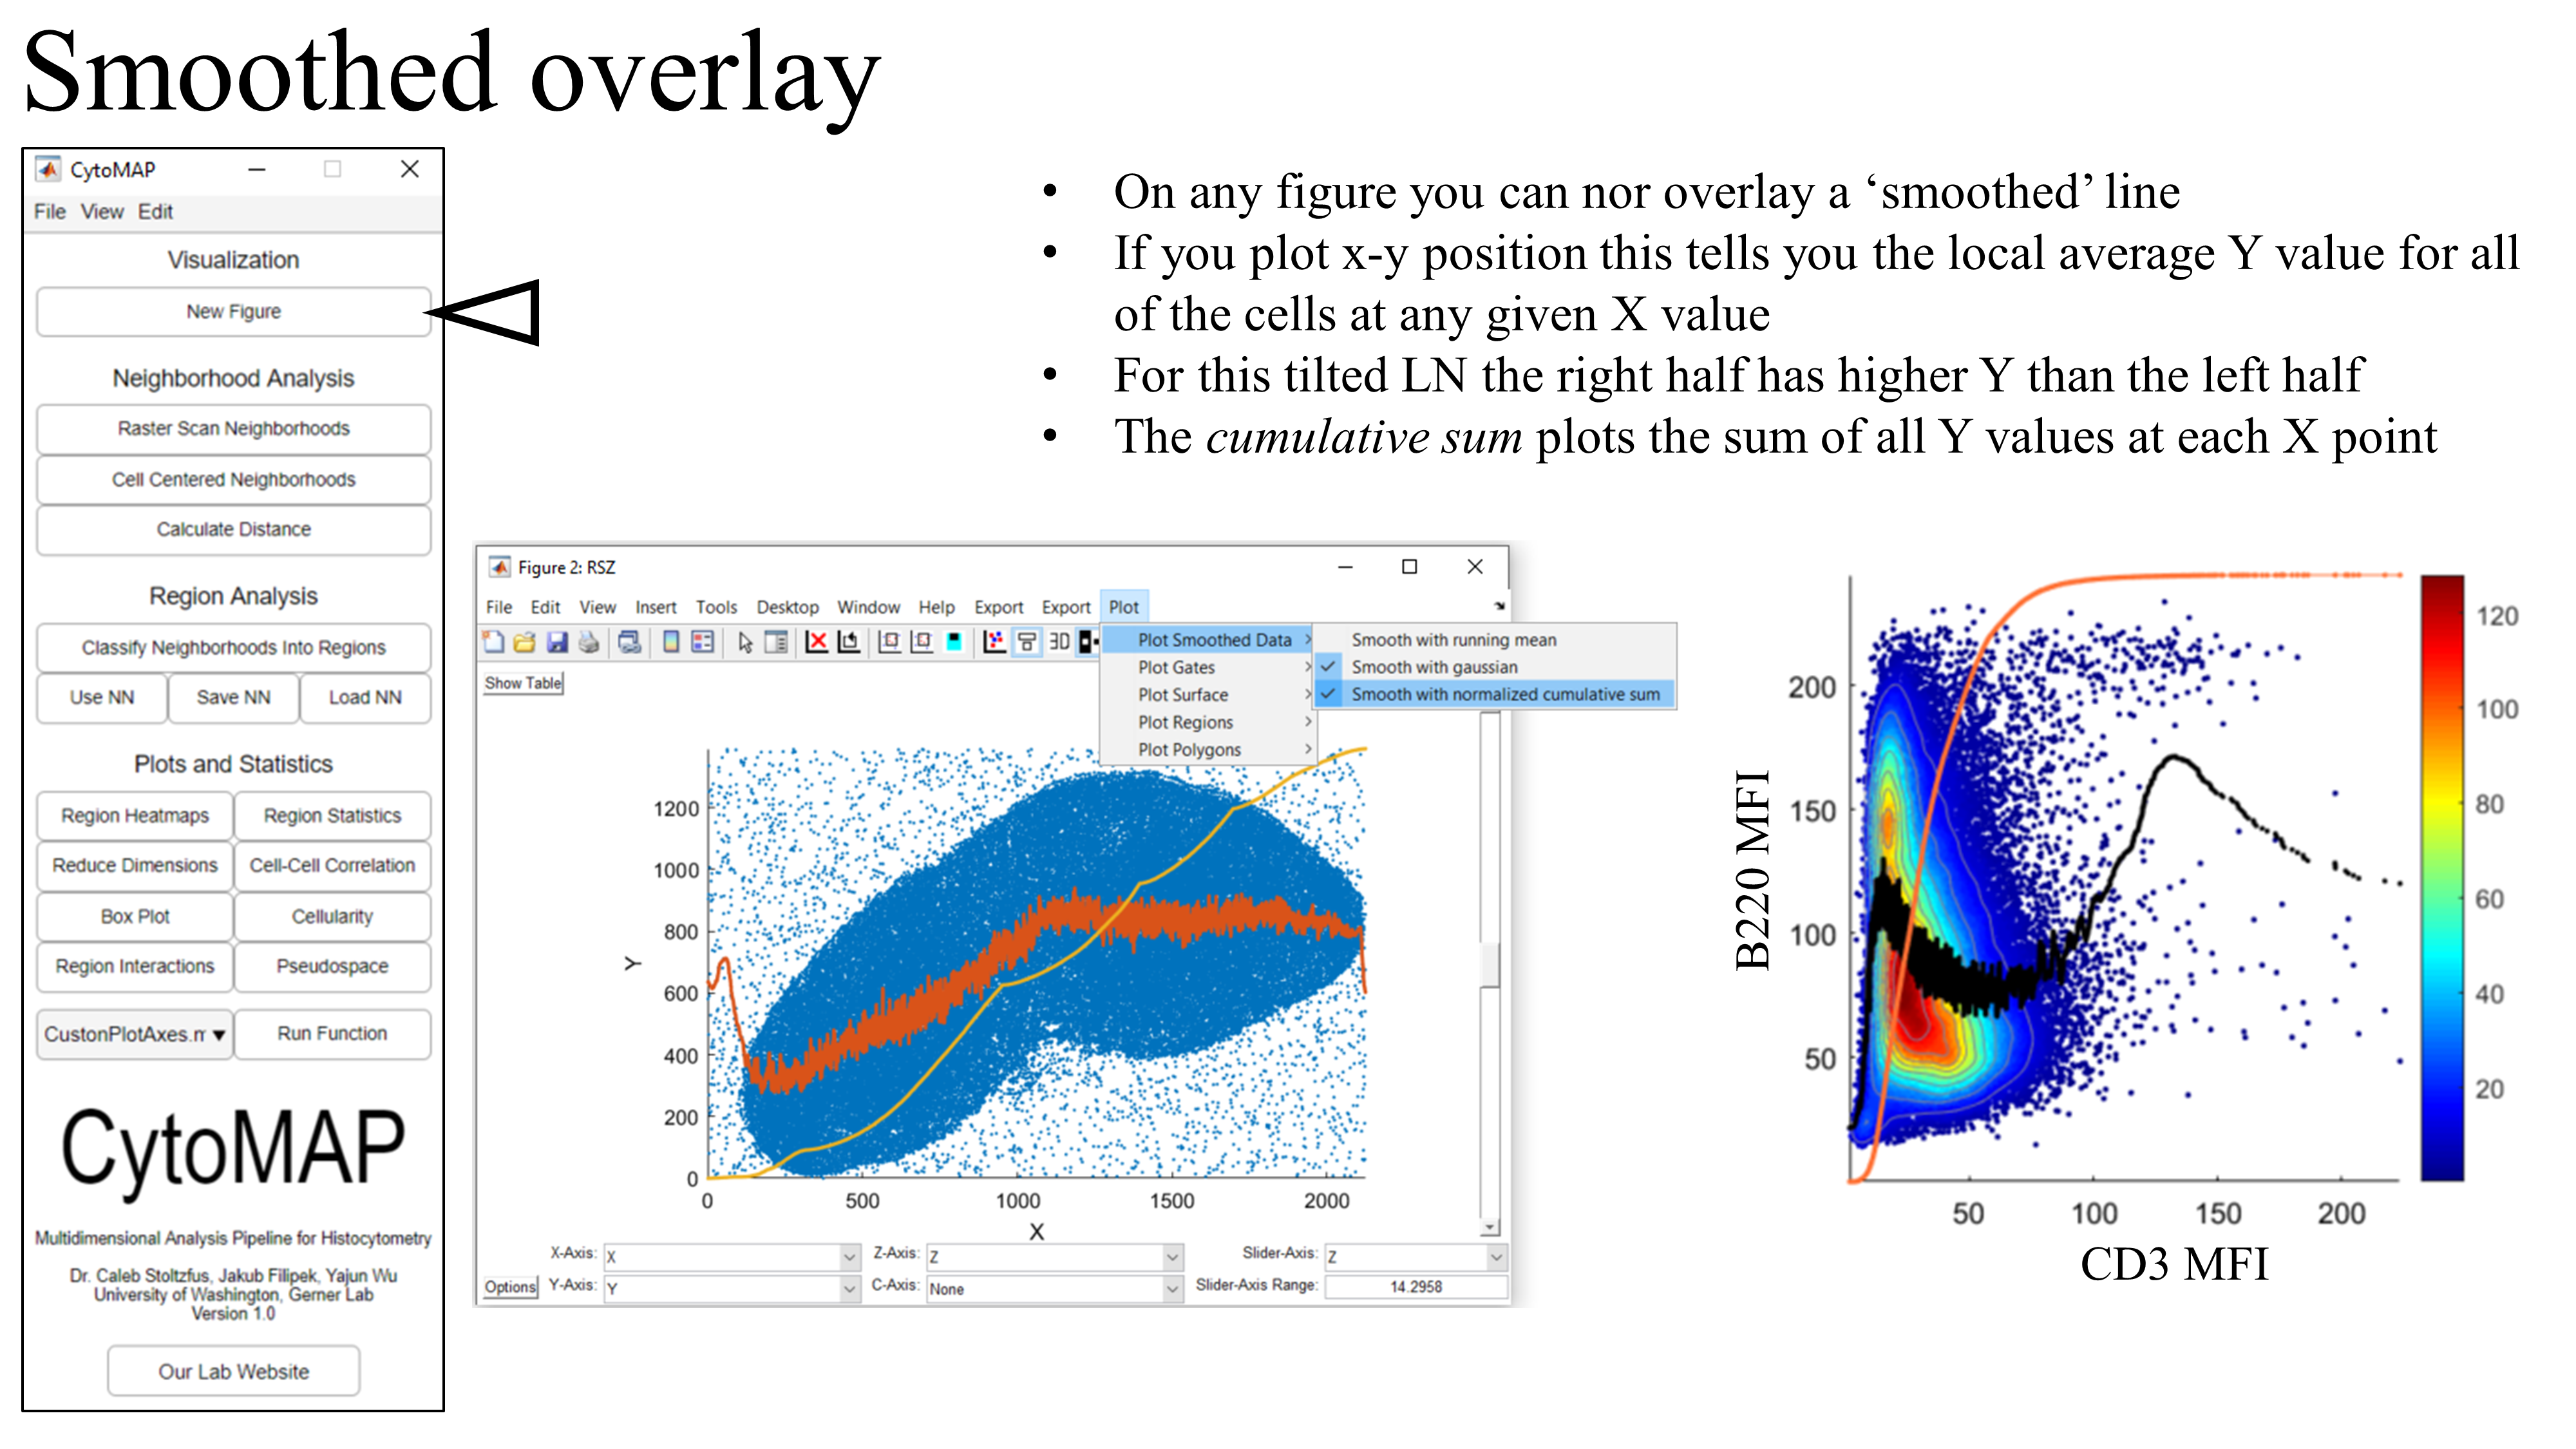 Smoothed overlay
CytoMAP
File View Edit
Visualization
New Figure
Neighborhood Analysis
Raster Scan Neighborhoods
Cell Centered Neighborhoods
Calculate Distance
Region Analysis
Classify Neighborhoods Into Regions
Use NN Save NN Load NN
Plots and Statistics
Region Heatmaps Region Statistics
Reduce Dimensions Cell-Cell Correlation
Box Plot Cellularity
Region Interactions Pseudospace
CustonPlotAxes.m Run Function
CytoMAP
Multidimensional Analysis Pipeline for Histocytometry
Dr. Caleb Stoltzfus, Jakub Filipek, Yajun Wu
University of Washington, Gerner Lab
Version 1.0
Our Lab Website
• On any figure you can nor overlay a ‘smoothed’ line
• If you plot x-y position this tells you the local average Y value for all
of the cells at any given X value
• For this tilted LN the right half has higher Y than the left half
• The cumulative sum plots the sum of all Y values at each X point
Figure 2: RSZ
File Edit View Insert Tools Desktop Window Help Export Export Plot
3D
Plot Smoothed Data
Plot Gates
Plot Surface
Plot Regions
Plot Polygons
Smooth with running mean
Smooth with gaussian
Smooth with normalized cumulative sum
Show Table
Y
1200
1000
800
600
400
200
0
0 500 1000 1500 2000
X
X-Axis: X Z-Axis: Z Slider-Axis: Z
Options Y-Axis: Y C-Axis: None Slider-Axis Range: 14.2958
B220 MFI
200
150
100
50
50 100 150 200
CD3 MFI
120
100
80
60
40
20